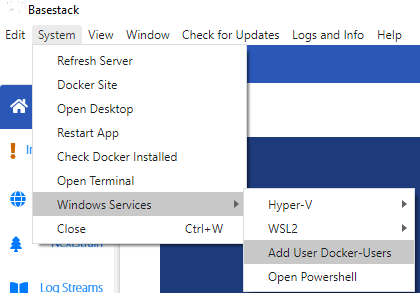 Basestack
Edit System View Window Check for Updates Logs and Info Help
Refresh Server
Docker Site
Open Desktop
Restart App
Check Docker Installed
Open Terminal
Windows Services
Close Ctrl+W
Hyper-V
WSL2
Add User Docker-Users
Open Powershell
Log Streams